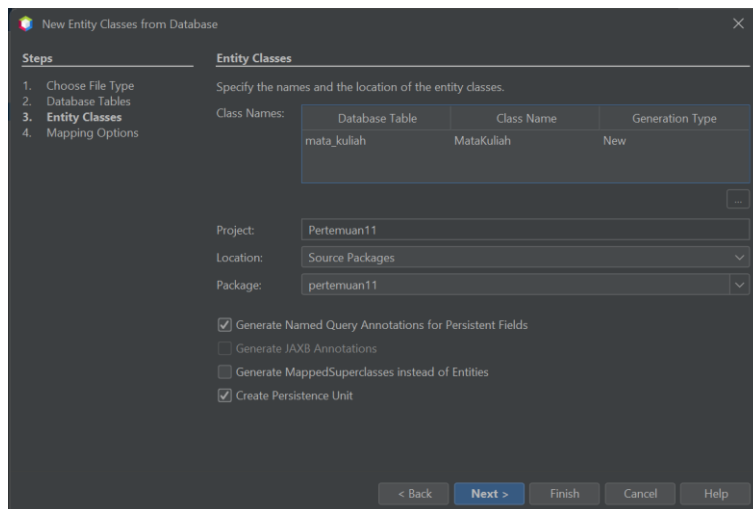 New Entity Classes from Database
Steps
1. Choose File Type
2. Database Tables
3. Entity Classes
4. Mapping Options
Entity Classes
Specify the names and the location of the entity classes.
Class Names:
Database Table Class Name Generation Type
mata_kuliah MataKuliah New
...
Project: Pertemuan11
Location: Source Packages
Package: pertemuan11
Generate Named Query Annotations for Persistent Fields
Generate JAXB Annotations
Generate MappedSuperclasses instead of Entities
Create Persistence Unit
< Back Next > Finish Cancel Help